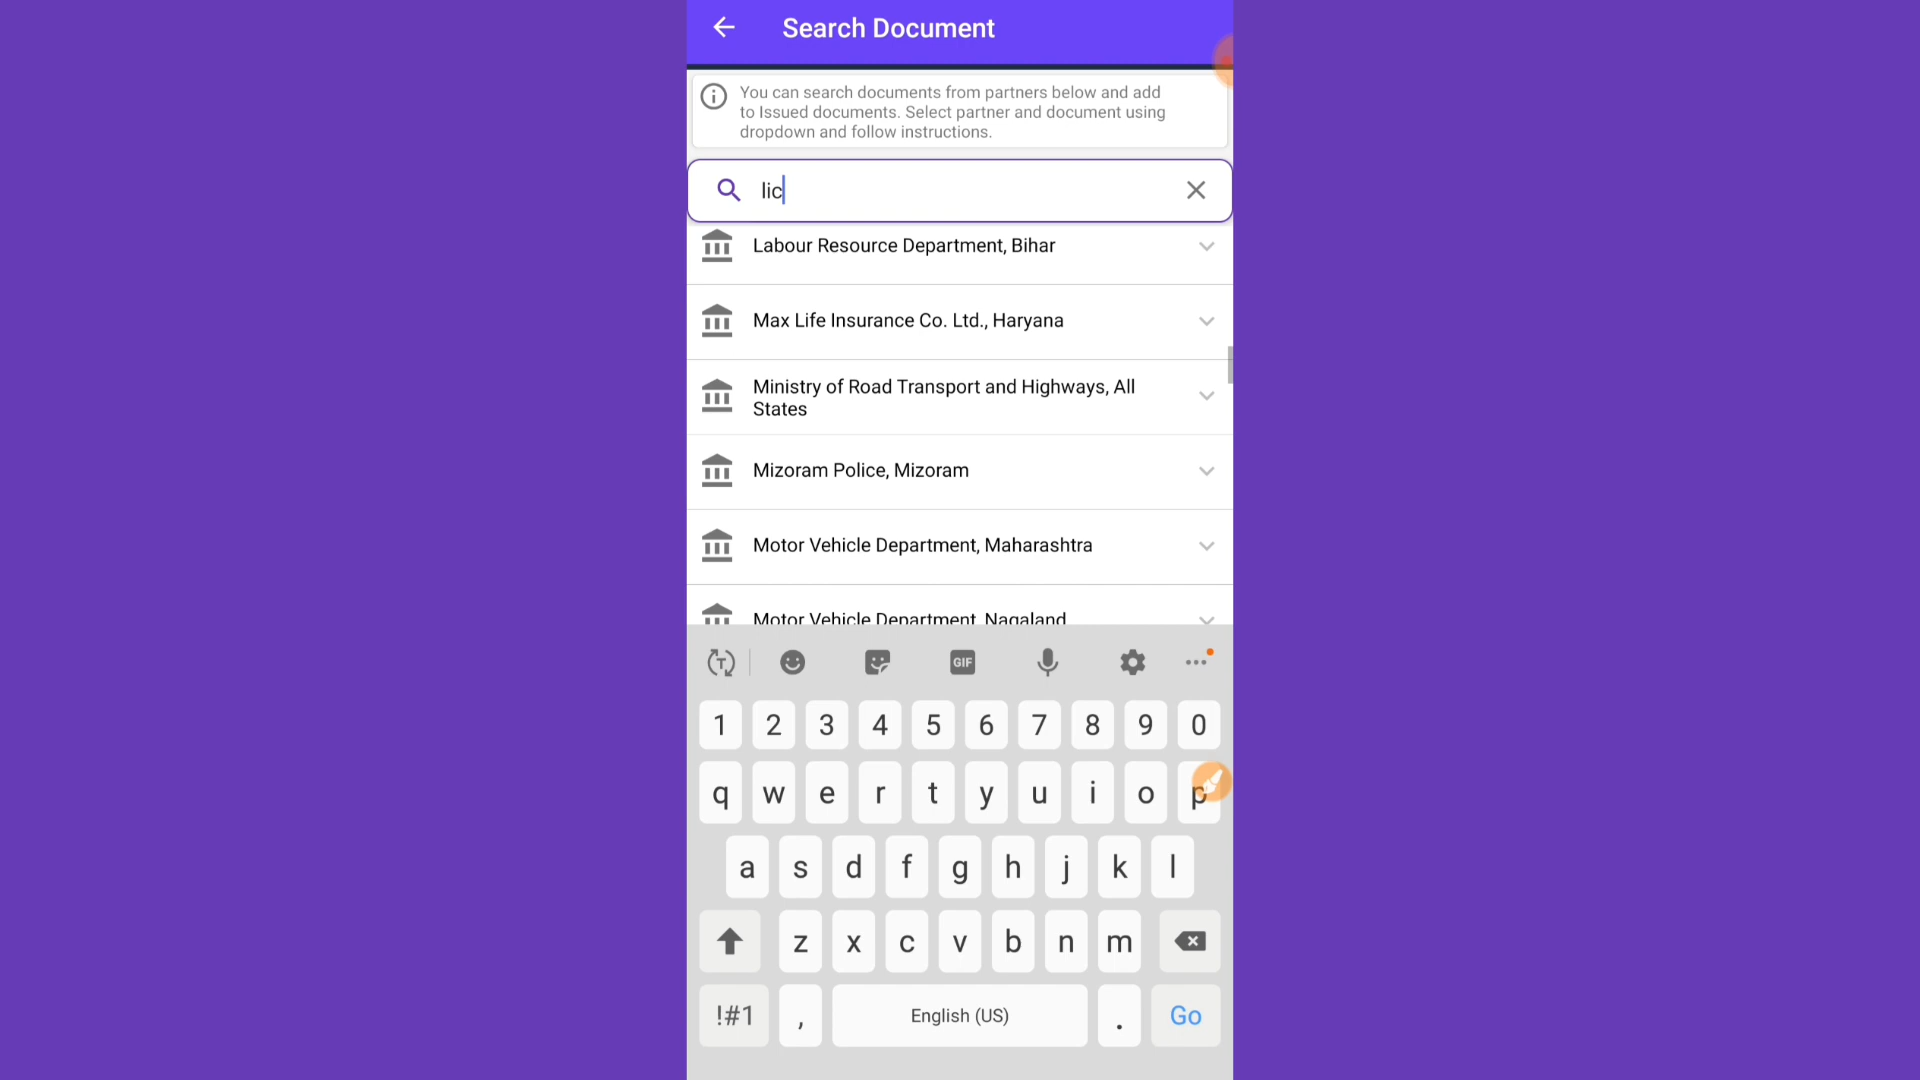 Search Document
You can search documents from partners below and add
to Issued documents. Select partner and document using
dropdown and follow instructions.
lic
Labour Resource Department, Bihar
Max Life Insurance Co. Ltd., Haryana
Ministry of Road Transport and Highways, All
States
Mizoram Police, Mizoram
Motor Vehicle Department, Maharashtra
Motor Vehicle Department, Nagaland
T GIF
1 2 3 4 5 6 7 8 9 0
q w e r t y u i o p
a s d f g h j k l
z x c v b n m
!#1 , English (US) . Go